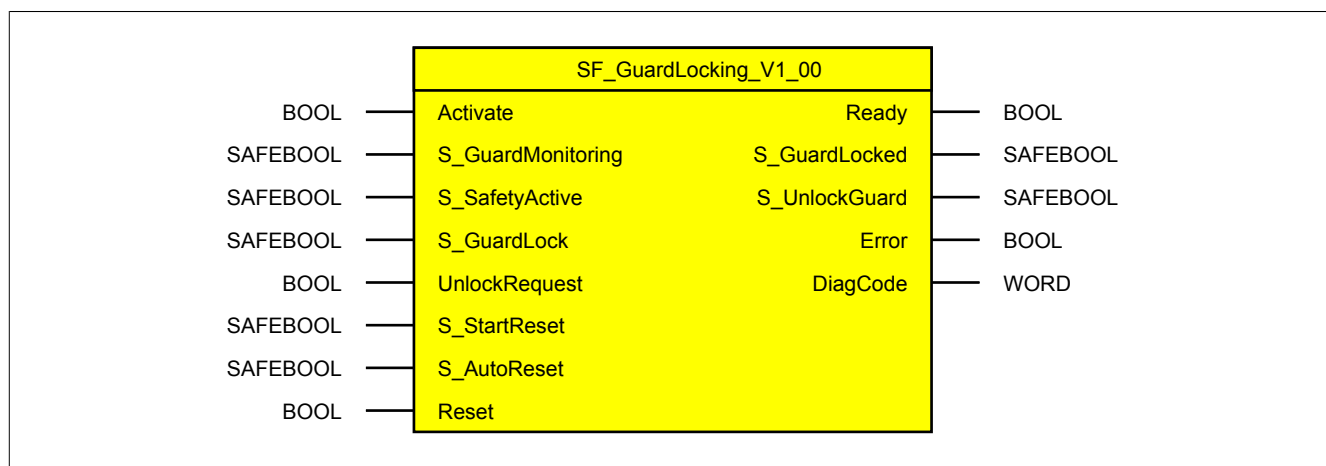 SF_GuardLocking_V1_00
BOOL Activate Ready BOOL
SAFEBOOL S_GuardMonitoring S_GuardLocked SAFEBOOL
SAFEBOOL S_SafetyActive S_UnlockGuard SAFEBOOL
SAFEBOOL S_GuardLock Error BOOL
BOOL UnlockRequest DiagCode WORD
SAFEBOOL S_StartReset
SAFEBOOL S_AutoReset
BOOL Reset